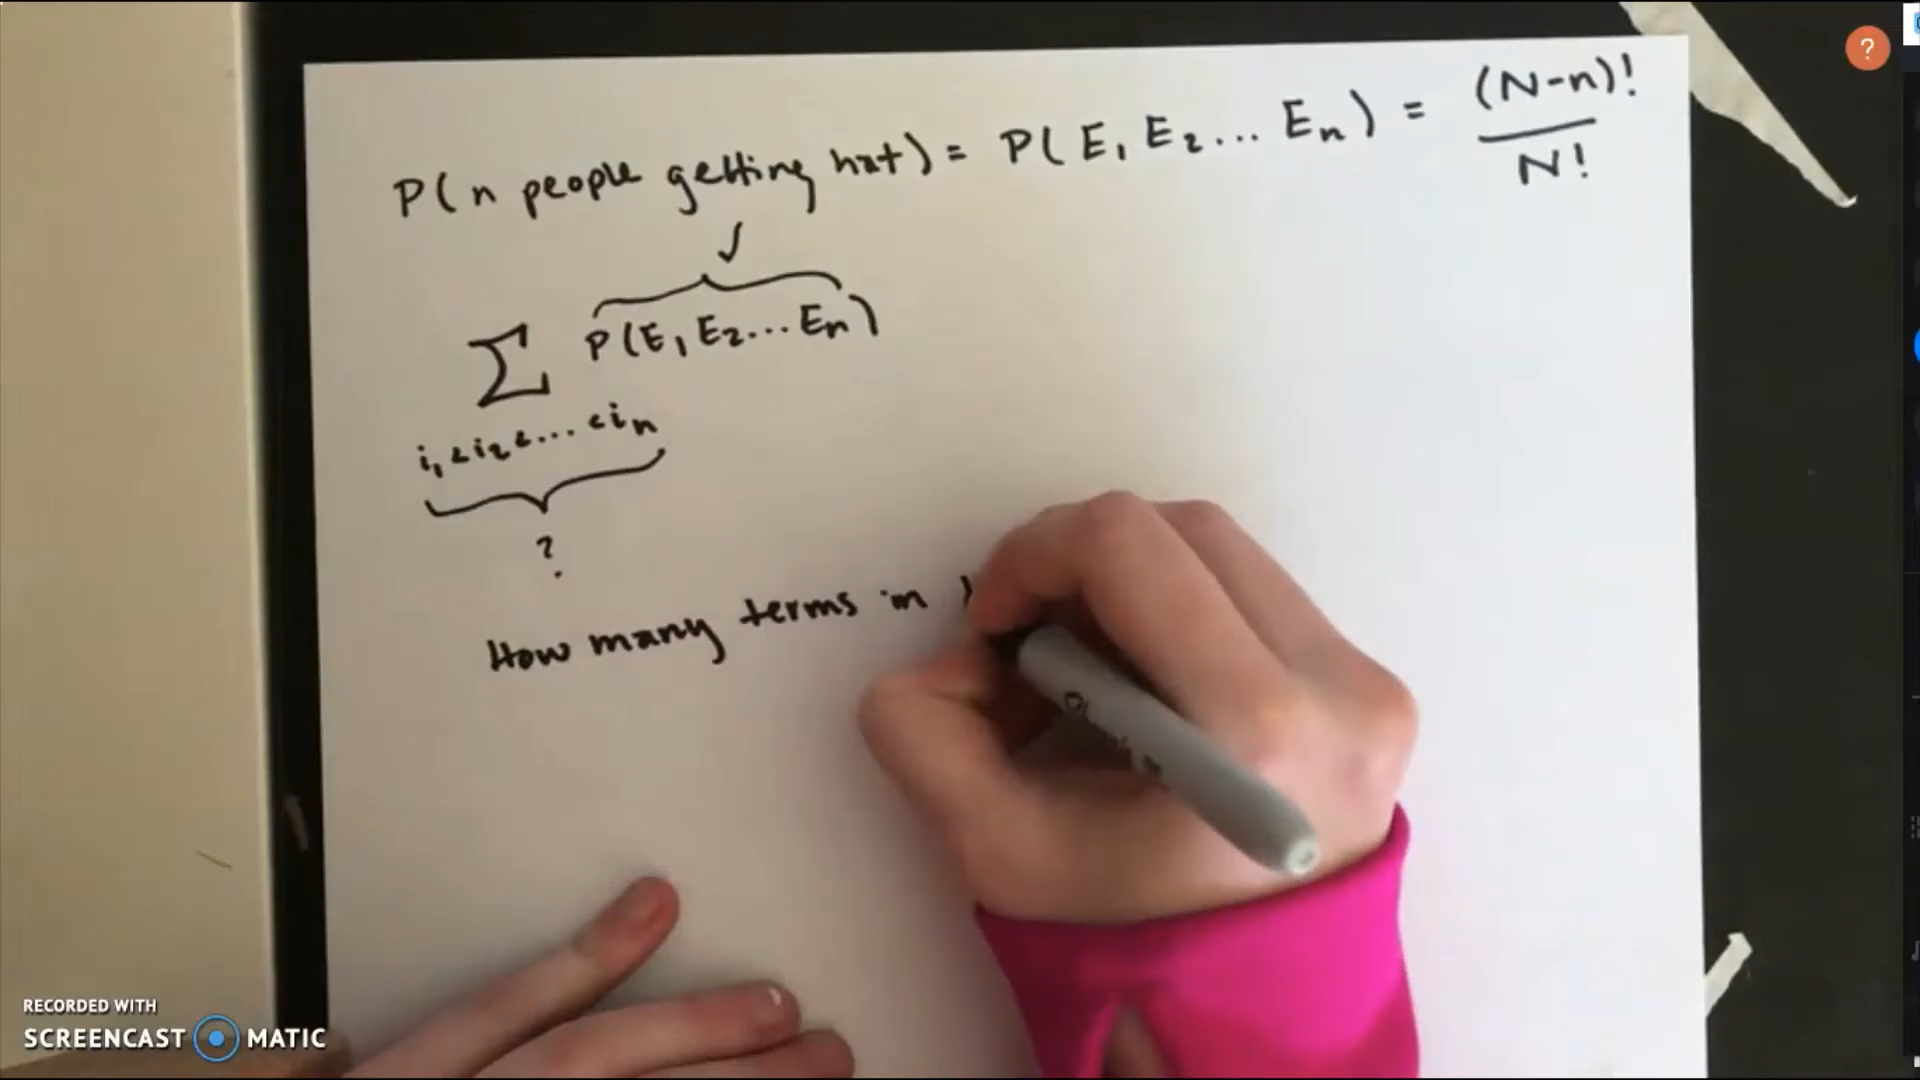 P(n people getting hat) = P(E₁ E₂... Eₙ) = (N-n)!/N!
✓
∑ P(E₁ E₂... Eₙ)
i₁<i₂<...<iₙ
?
How many terms in
?
RECORDED WITH
SCREENCAST MATIC